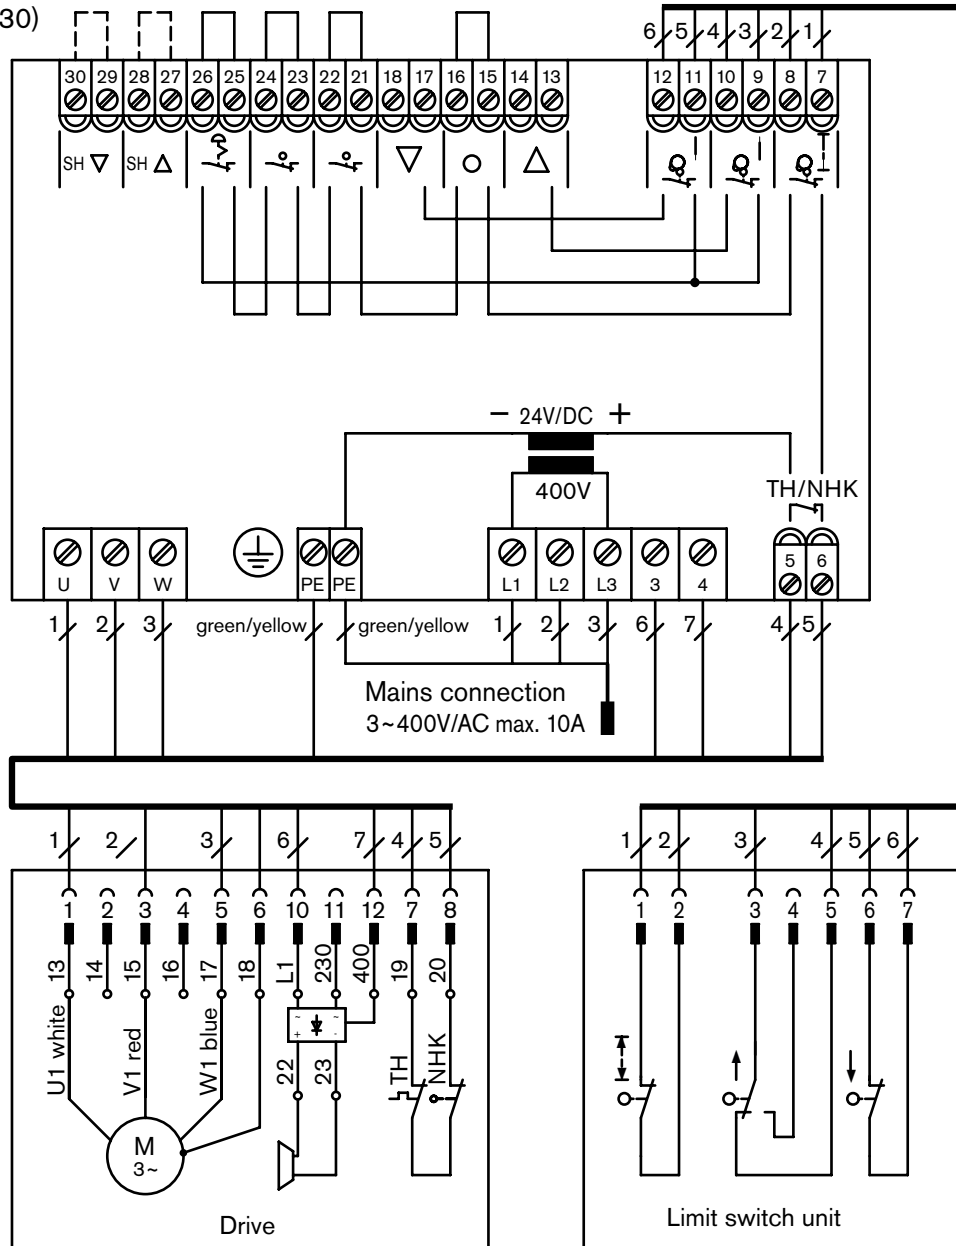 30)
6 5 4 3 2 1
30 29 28 27 26 25 24 23 22 21 18 17 16 15 14 13 12 11 10 9 8 7
SH SH
− 24V/DC +
400V
TH/NHK
5 6
U V W PE PE L1 L2 L3 3 4
1 2 3 green/yellow green/yellow 1 2 3 6 7 4 5
Mains connection
3~400V/AC max. 10A
1 2 3 6 7 4 5 1 2 3 4 5 6
1 2 3 4 5 6 10 11 12 7 8 1 2 3 4 5 6 7
13 14 15 16 17 18 L1 230 400 19 20
~ ~
+ -
U1 white V1 red W1 blue 22 23 TH NHK
M
3~
Drive
Limit switch unit